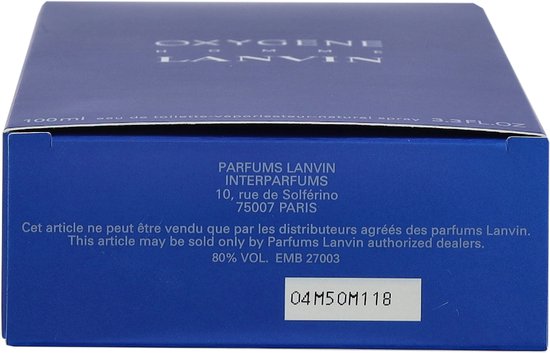 OXYGENE
HOMME
LANVIN
100ml eau de toilette-vaporisateur-natural spray 3.3FL.OZ
PARFUMS LANVIN
INTERPARFUMS
10, rue de Solférino
75007 PARIS
Cet article ne peut être vendu que par les distributeurs agréés des parfums Lanvin.
This article may be sold only by Parfums Lanvin authorized dealers.
80% VOL. EMB 27003
04M50M118